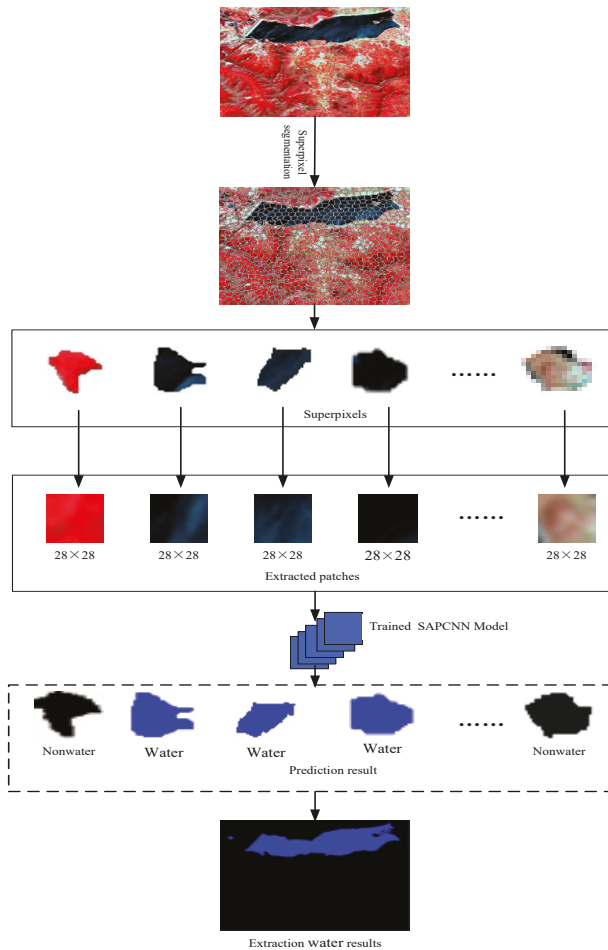 Superpixel
segmentation
......
Superpixels
28×28
28×28
28×28
28×28
......
28×28
Extracted patches
Trained SAPCNN Model
Nonwater
Water
Water
Water
......
Nonwater
Prediction result
Extraction water results